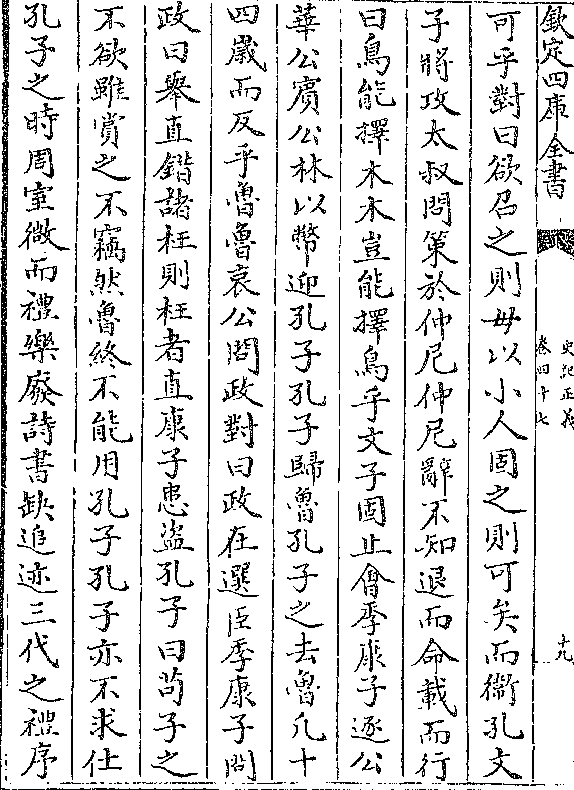 欽定四庫全書
史記正義
卷四十七
十九
可乎對曰欲召之則毋以小人固之則可矣而衞孔文
子將攻太叔問策於仲尼仲尼辭不知退而命載而行
曰鳥能擇木木豈能擇鳥乎文子固止會季康子逐公
華公賓公林以幣迎孔子孔子歸魯孔子之去魯凡十
四嵗而反乎魯魯哀公問政對曰政在選臣季康子問
政曰舉直錯諸枉則枉者直康子患盗孔子曰苟子之
不欲雖賞之不竊然魯終不能用孔子孔子亦不求仕
孔子之時周室微而禮樂廢詩書缺追迹三代之禮序